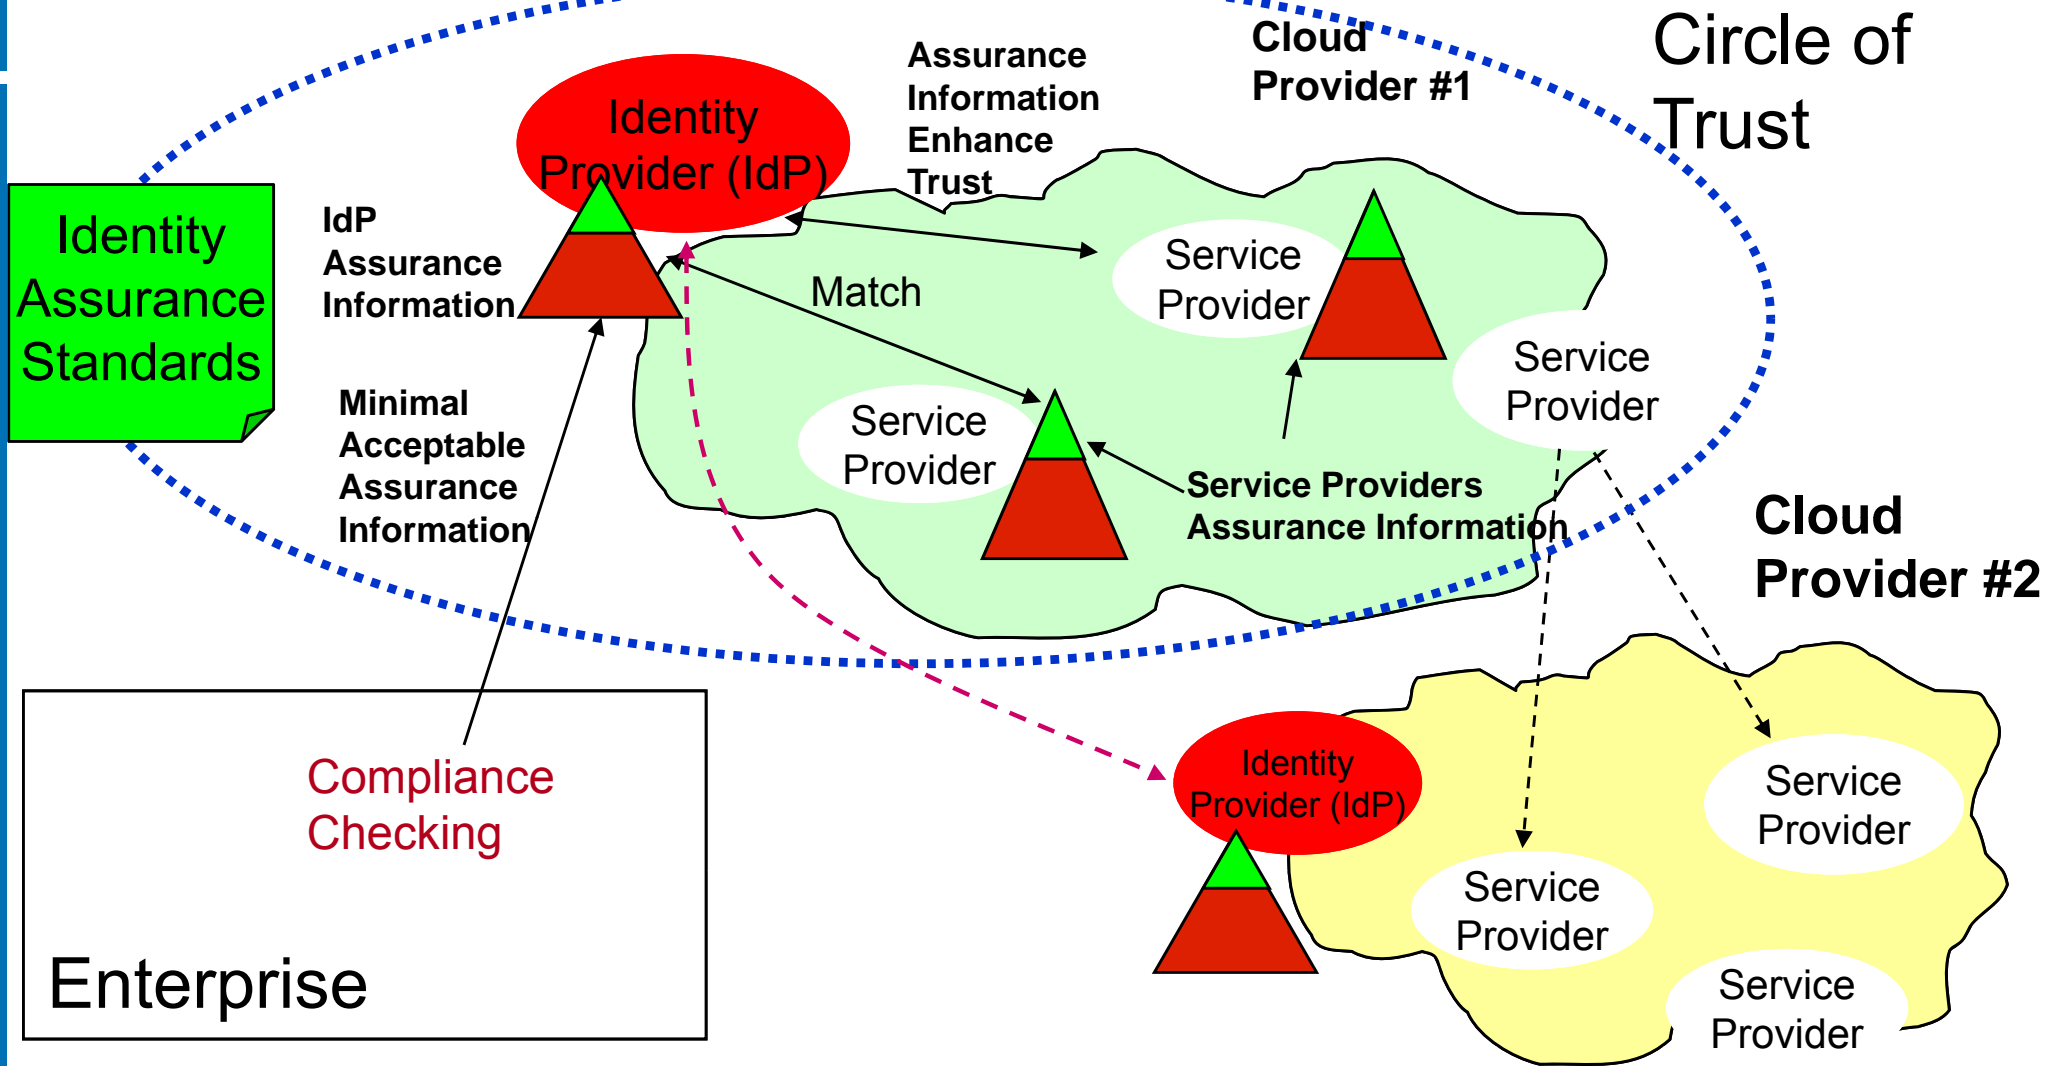 Circle of
Trust
Cloud
Provider #1
Assurance
Information
Enhance
Trust
Identity
Provider (IdP)
Identity
Assurance
Standards
IdP
Assurance
Information
Match
Service
Provider
Service
Provider
Service
Provider
Minimal
Acceptable
Assurance
Information
Service Providers
Assurance Information
Cloud
Provider #2
Compliance
Checking
Enterprise
Identity
Provider (IdP)
Service
Provider
Service
Provider
Service
Provider